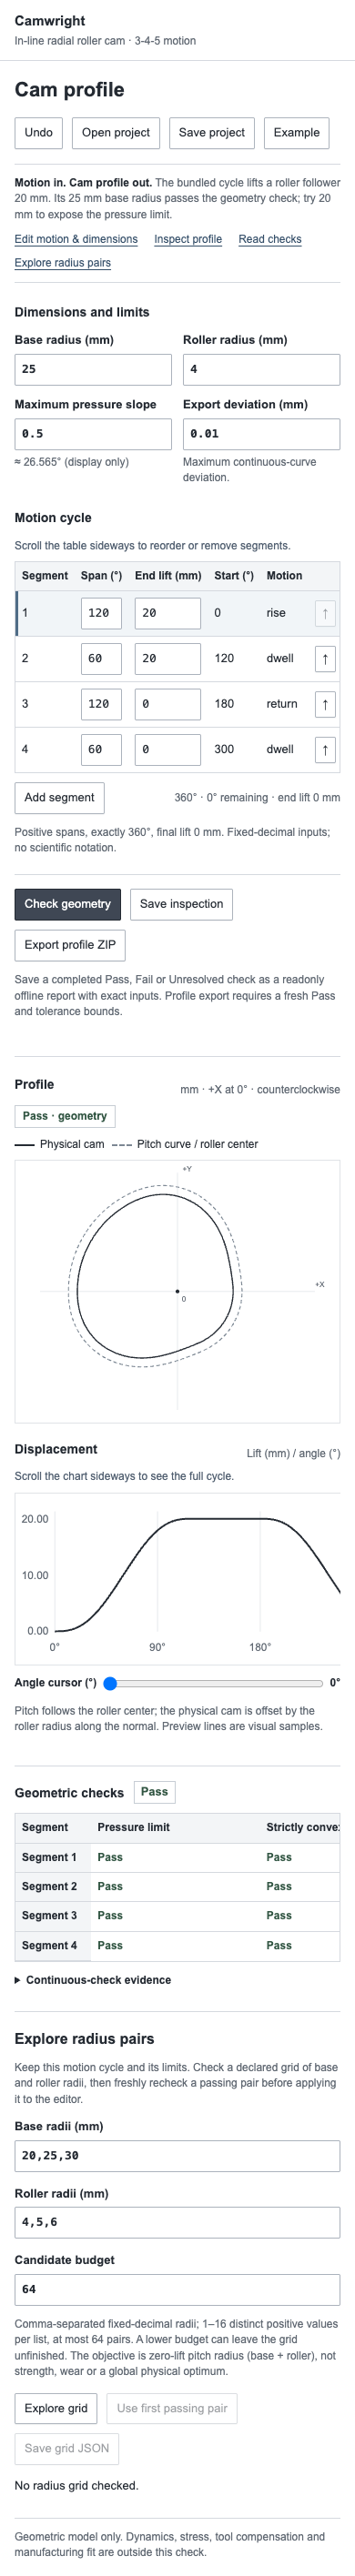 Camwright
In-line radial roller cam · 3-4-5 motion
Cam profile
Undo
Open project
Save project
Example
Motion in. Cam profile out. The bundled cycle lifts a roller follower
20 mm. Its 25 mm base radius passes the geometry check; try 20
mm to expose the pressure limit.
Edit motion & dimensions
Inspect profile
Read checks
Explore radius pairs
Dimensions and limits
Base radius (mm)
Roller radius (mm)
25
4
Maximum pressure slope
Export deviation (mm)
0.5
0.01
≈ 26.565° (display only)
Maximum continuous-curve
deviation.
Motion cycle
Scroll the table sideways to reorder or remove segments.
Segment Span (°) End lift (mm) Start (°) Motion
1 120 20 0 rise ↑
2 60 20 120 dwell ↑
3 120 0 180 return ↑
4 60 0 300 dwell ↑
Add segment
360° · 0° remaining · end lift 0 mm
Positive spans, exactly 360°, final lift 0 mm. Fixed-decimal inputs;
no scientific notation.
Check geometry
Save inspection
Export profile ZIP
Save a completed Pass, Fail or Unresolved check as a readonly
offline report with exact inputs. Profile export requires a fresh Pass
and tolerance bounds.
Profile
mm · +X at 0° · counterclockwise
Pass · geometry
Physical cam
Pitch curve / roller center
+Y
+X
0
Displacement
Lift (mm) / angle (°)
Scroll the chart sideways to see the full cycle.
20.00
10.00
0.00
0° 90° 180°
Angle cursor (°)
0°
Pitch follows the roller center; the physical cam is offset by the
roller radius along the normal. Preview lines are visual samples.
Geometric checks
Pass
Segment Pressure limit Strictly conve
Segment 1 Pass Pass
Segment 2 Pass Pass
Segment 3 Pass Pass
Segment 4 Pass Pass
Continuous-check evidence
Explore radius pairs
Keep this motion cycle and its limits. Check a declared grid of base
and roller radii, then freshly recheck a passing pair before applying
it to the editor.
Base radii (mm)
20,25,30
Roller radii (mm)
4,5,6
Candidate budget
64
Comma-separated fixed-decimal radii; 1–16 distinct positive values
per list, at most 64 pairs. A lower budget can leave the grid
unfinished. The objective is zero-lift pitch radius (base + roller), not
strength, wear or a global physical optimum.
Explore grid
Use first passing pair
Save grid JSON
No radius grid checked.
Geometric model only. Dynamics, stress, tool compensation and
manufacturing fit are outside this check.